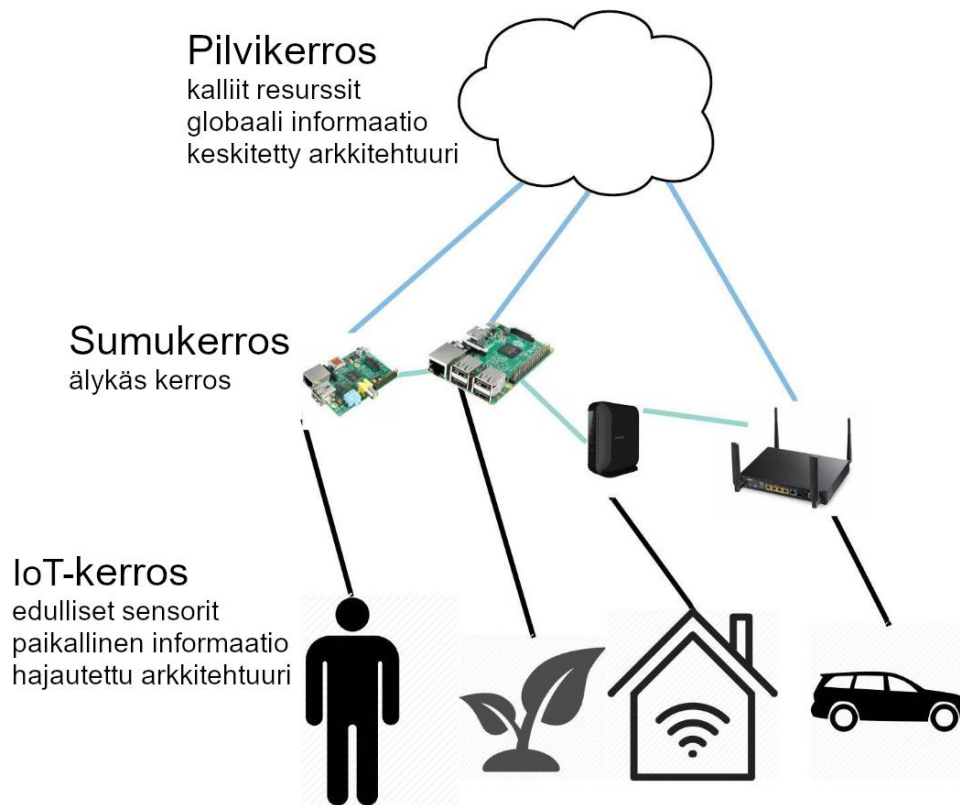 Pilvikerros
kalliit resurssit
globaali informaatio
keskitetty arkkitehtuuri
Sumukerros
älykäs kerros
IoT-kerros
edulliset sensorit
paikallinen informaatio
hajautettu arkkitehtuuri